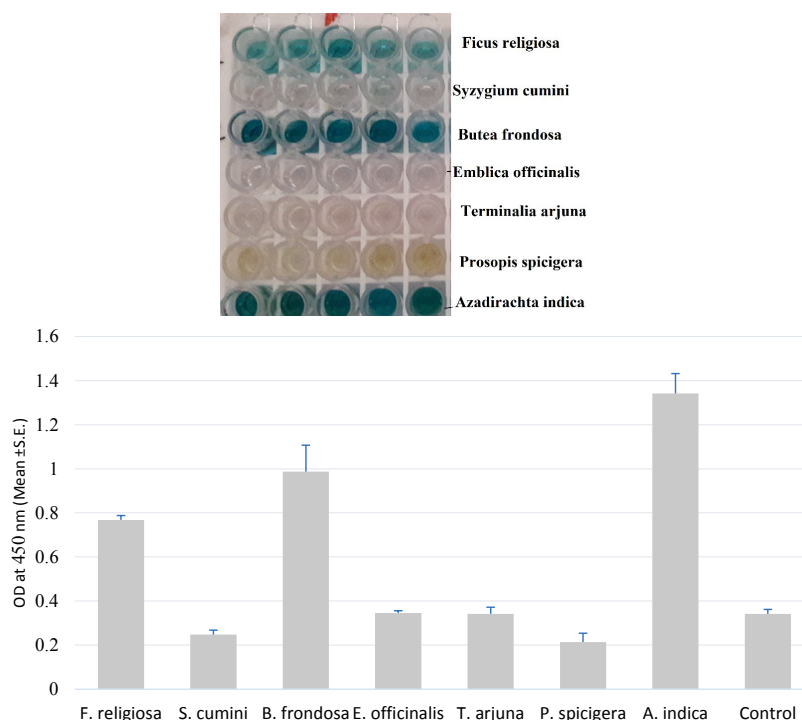 Ficus religiosa
Syzygium cumini
Butea frondosa
Emblica officinalis
Terminalia arjuna
Prosopis spicigera
Azadirachta indica
1.6
1.4
1.2
1
0.8
0.6
0.4
0.2
0
OD at 450 nm (Mean ±S.E.)
F. religiosa S. cumini B. frondosa E. officinalis T. arjuna P. spicigera A. indica Control